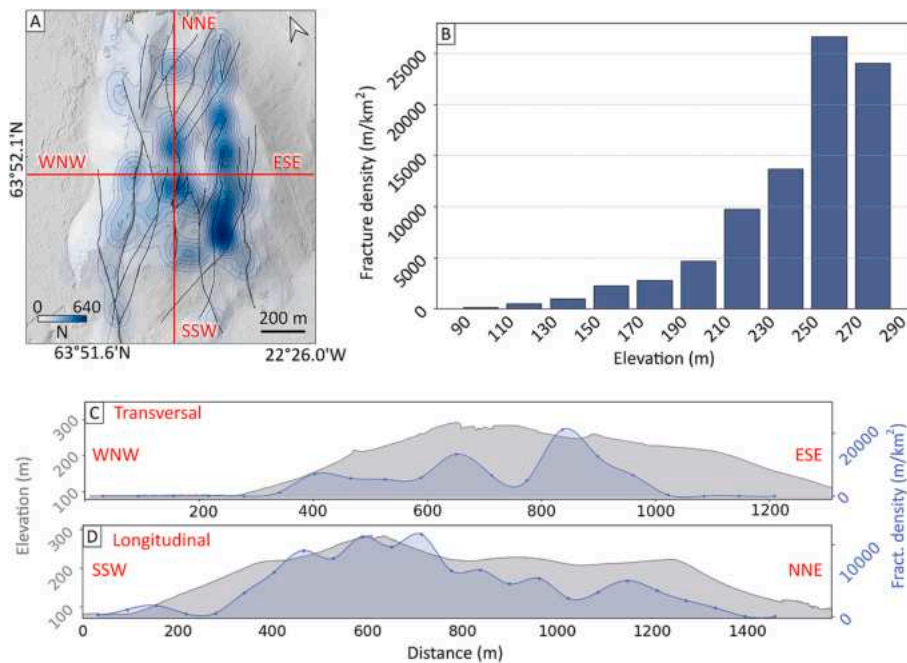 A
NNE
WNW
ESE
63°52.1'N
0 640
N
SSW
200 m
63°51.6'N
22°26.0'W
B
Fracture density (m/km²)
25000
20000
15000
10000
5000
0
90 110 130 150 170 190 210 230 250 270 290
Elevation (m)
C Transversal
WNW
ESE
300
200
100
20000
0
200 400 600 800 1000 1200
D Longitudinal
SSW
NNE
300
200
100
10000
0
0 200 400 600 800 1000 1200 1400
Distance (m)
Elevation (m)
Fract. density (m/km²)